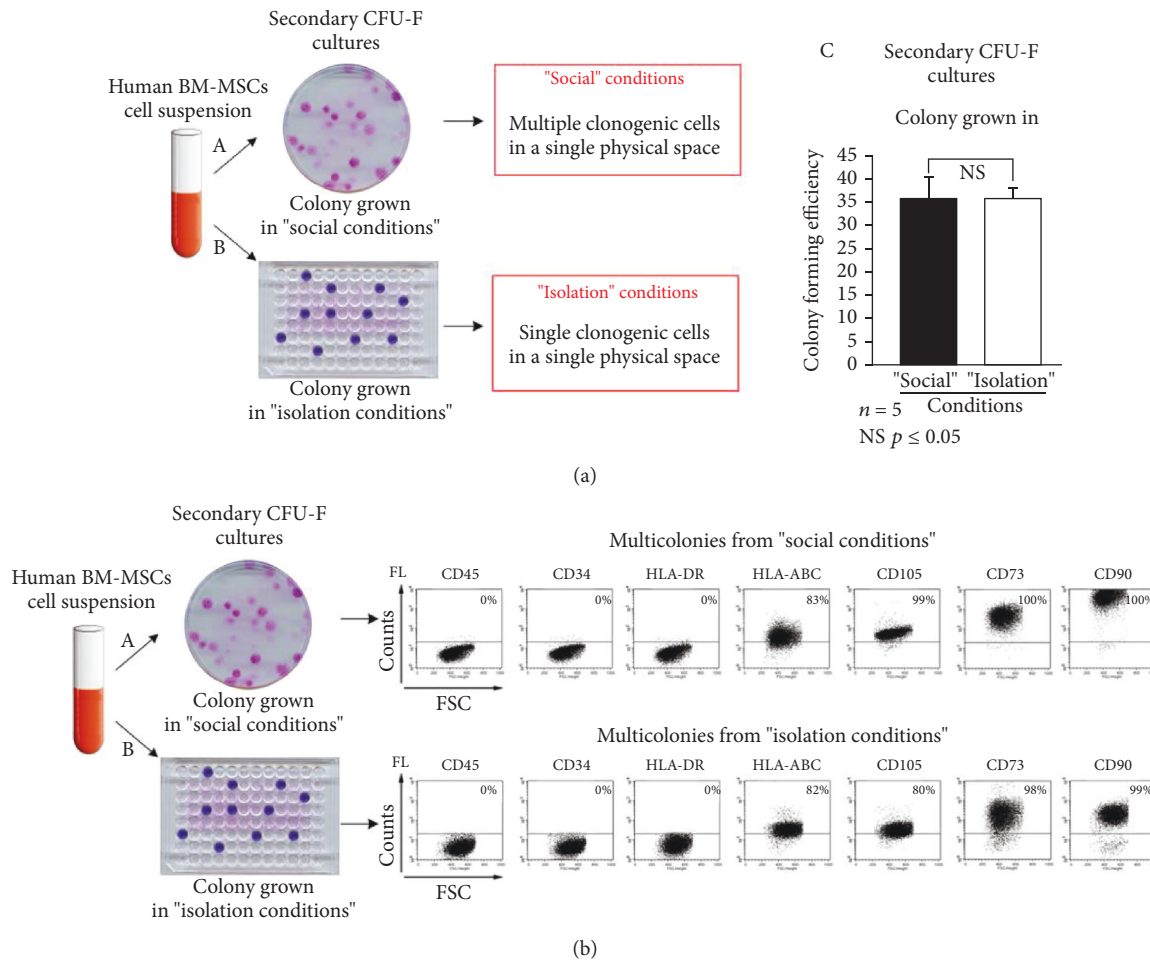 Secondary CFU-F
cultures
Human BM-MSCs
cell suspension
A
B
Colony grown
in "social conditions"
"Social" conditions
Multiple clonogenic cells
in a single physical space
Colony grown
in "isolation conditions"
"Isolation" conditions
Single clonogenic cells
in a single physical space
C
Secondary CFU-F
cultures
Colony grown in
Colony forming efficiency
45
40
35
30
25
20
15
10
5
0
NS
"Social" "Isolation"
Conditions
n = 5
NS p ≤ 0.05
(a)
Secondary CFU-F
cultures
Human BM-MSCs
cell suspension
A
B
Colony grown
in "social conditions"
Colony grown
in "isolation conditions"
Multicolonies from "social conditions"
FL
CD45 CD34 HLA-DR HLA-ABC CD105 CD73 CD90
0% 0% 0% 83% 99% 100% 100%
Counts
FSC
Multicolonies from "isolation conditions"
FL
CD45 CD34 HLA-DR HLA-ABC CD105 CD73 CD90
0% 0% 0% 82% 80% 98% 99%
Counts
FSC
(b)